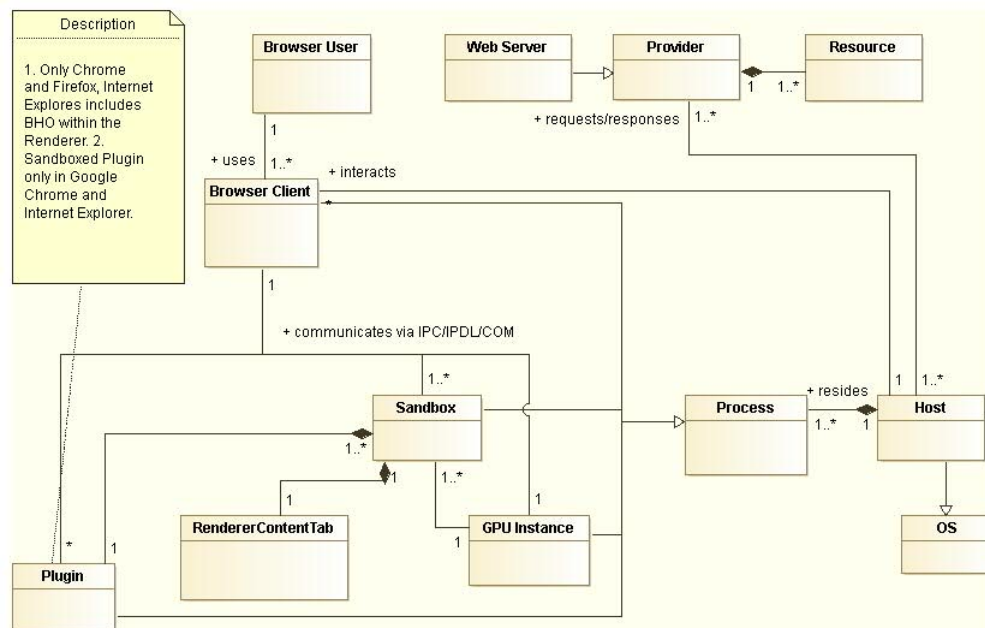 Description
1. Only Chrome
and Firefox, Internet
Explores includes
BHO within the
Renderer. 2.
Sandboxed Plugin
only in Google
Chrome and
Internet Explorer.
Browser User
Web Server
Provider
Resource
1
1..*
1
+ requests/responses
1..*
+ uses
1..*
+ interacts
Browser Client
*
1
+ communicates via IPC/IPDL/COM
1..*
1
1..*
+ resides
Sandbox
Process
Host
1..*
1
1..*
1
1..*
1
1
RendererContentTab
GPU Instance
1
OS
*
1
Plugin